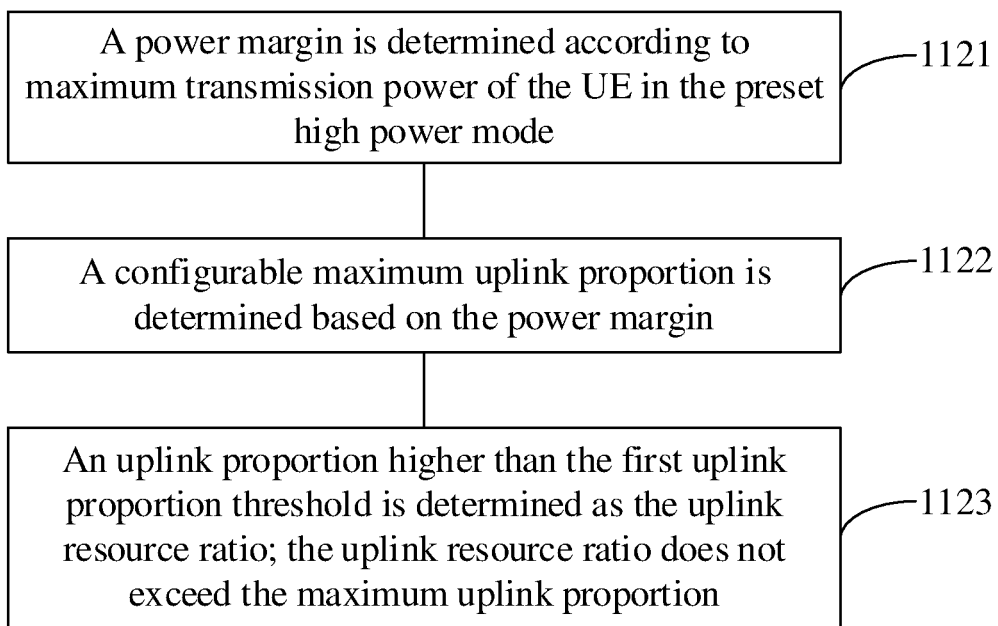 A power margin is determined according to
maximum transmission power of the UE in the preset
high power mode
1121
A configurable maximum uplink proportion is
determined based on the power margin
1122
An uplink proportion higher than the first uplink
proportion threshold is determined as the uplink
resource ratio; the uplink resource ratio does not
exceed the maximum uplink proportion
1123